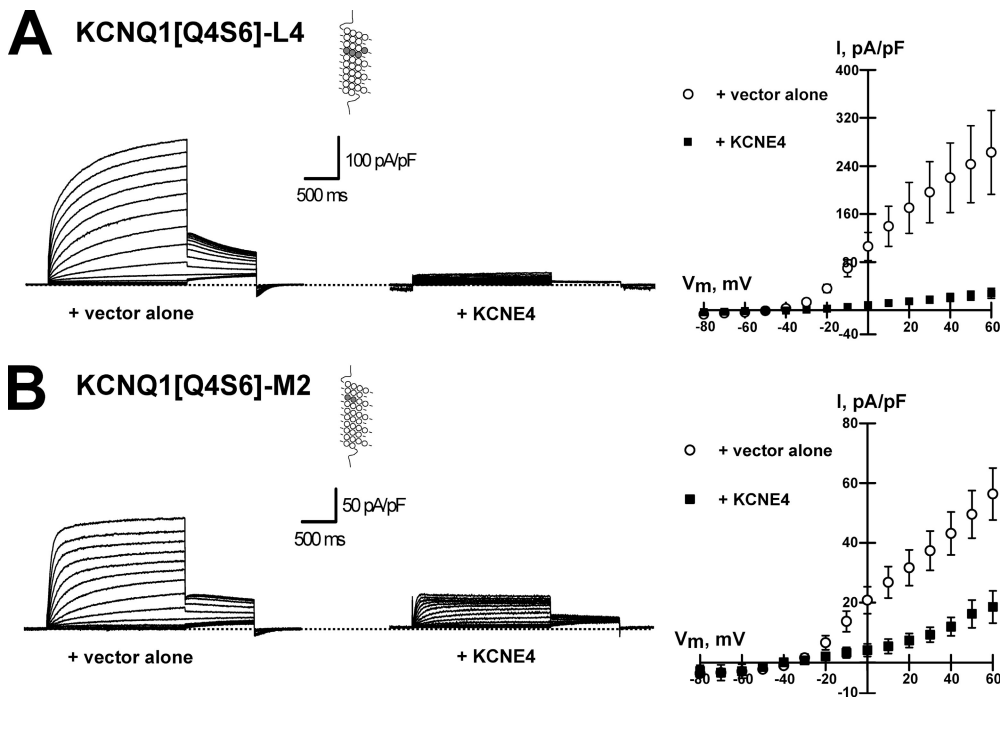 A KCNQ1[Q4S6]-L4
100 pA/pF
500 ms
+ vector alone
+ KCNE4
I, pA/pF
+ vector alone
+ KCNE4
400
320
240
160
80
-40
Vm, mV
-80 -60 -40 -20 20 40 60
B KCNQ1[Q4S6]-M2
50 pA/pF
500 ms
+ vector alone
+ KCNE4
I, pA/pF
+ vector alone
+ KCNE4
80
60
40
20
-10
Vm, mV
-80 -60 -40 -20 20 40 60